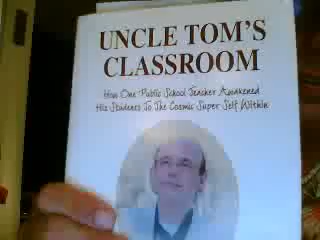 UNCLE TOM'S
CLASSROOM
How One Public School Teacher Awakened
His Students To The Cosmic Super Self Within